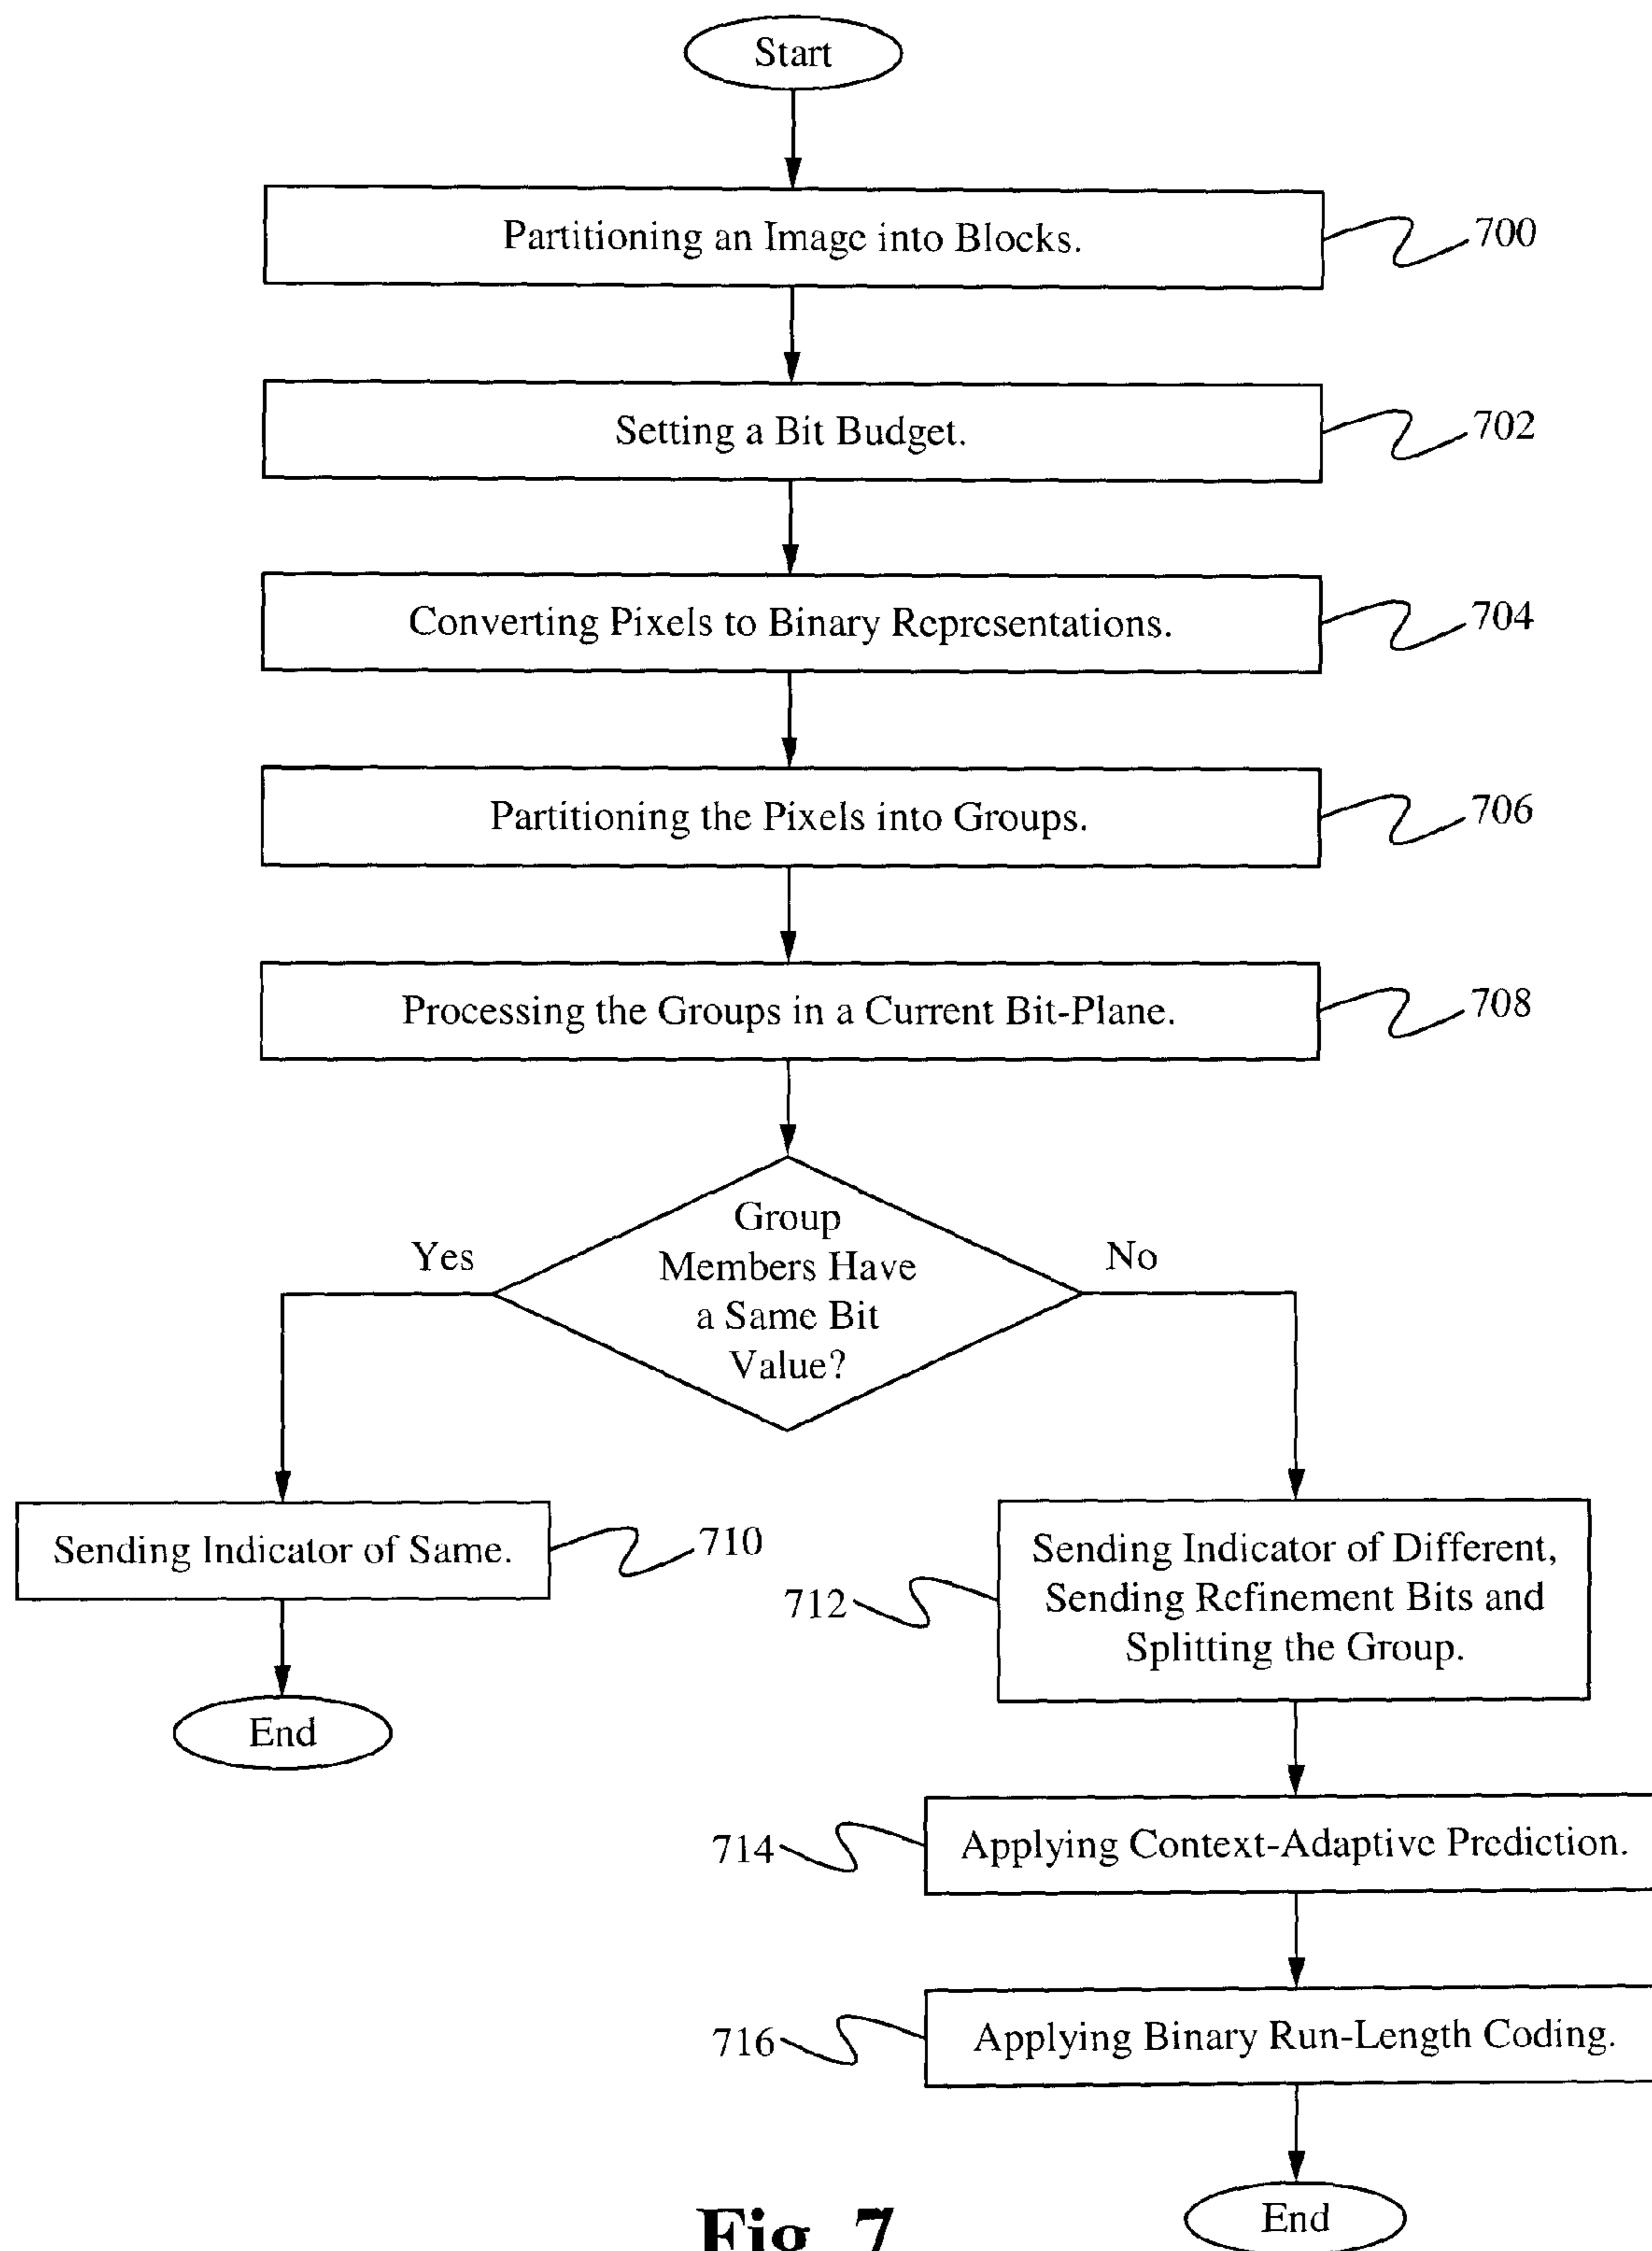 Start
Partitioning an Image into Blocks.
700
Setting a Bit Budget.
702
Converting Pixels to Binary Representations.
704
Partitioning the Pixels into Groups.
706
Processing the Groups in a Current Bit-Plane.
708
Group
Members Have
a Same Bit
Value?
Yes
No
Sending Indicator of Same.
710
Sending Indicator of Different,
Sending Refinement Bits and
Splitting the Group.
712
End
Applying Context-Adaptive Prediction.
714
Applying Binary Run-Length Coding.
716
End
Fig. 7